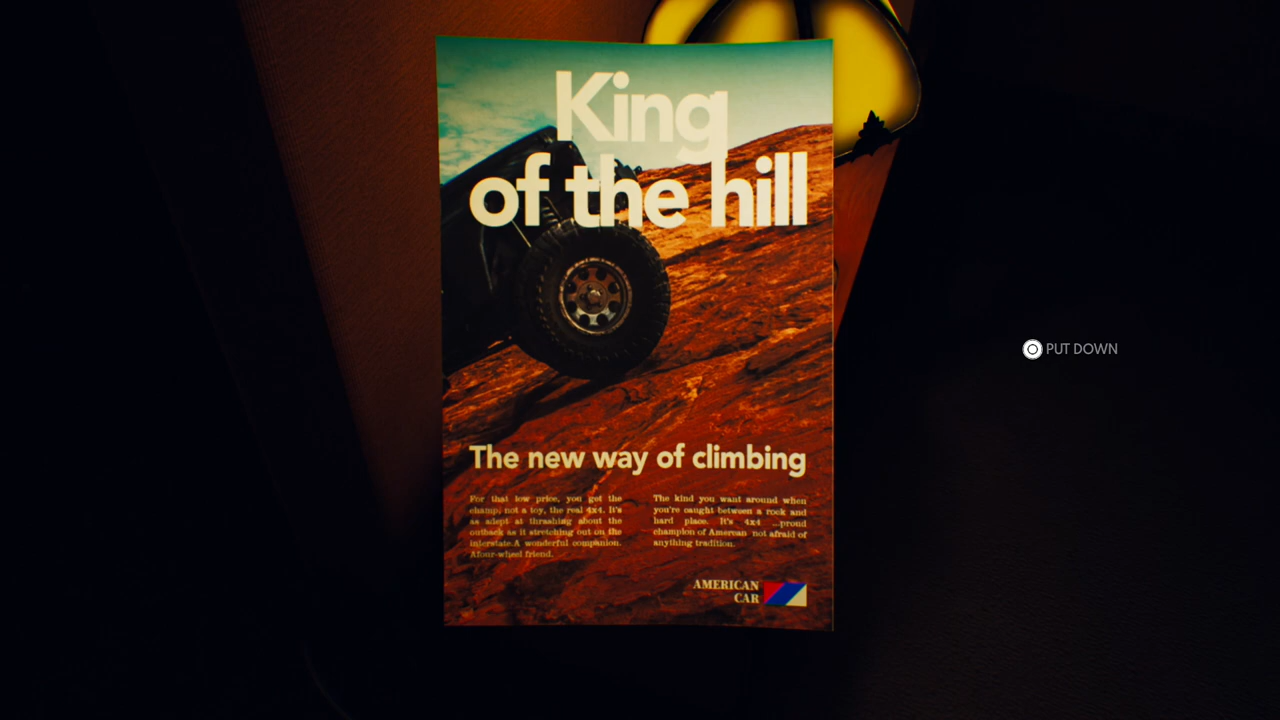 King
of the hill
The new way of climbing
For that low price, you get the
champ; not a toy, the real 4x4. It's
as adept at thrashing about the
outback as it stretching out on the
interstate.A wonderful companion.
Afour-wheel friend.
The kind you want around when
you're caught between a rock and
hard place. It's 4x4 ...proud
champion of Amercan not afraid of
anything tradition.
AMERICAN
CAR
PUT DOWN